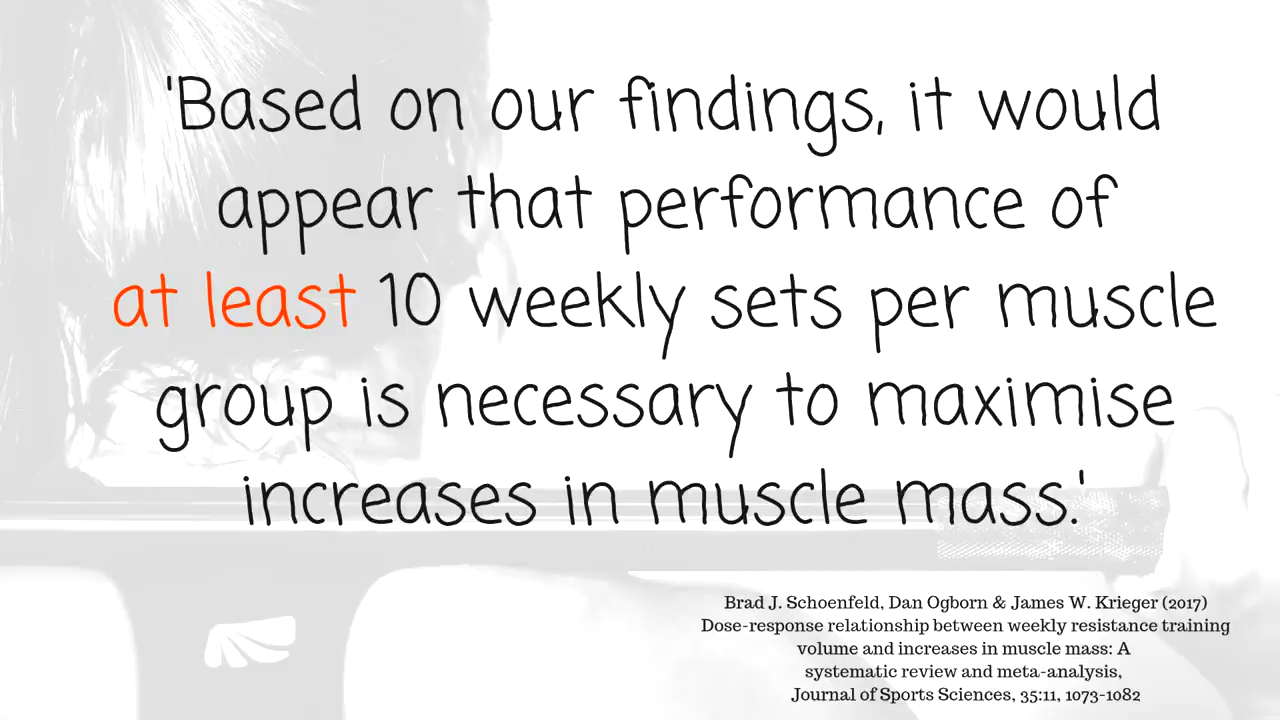 'Based on our findings, it would
appear that performance of
at least 10 weekly sets per muscle
group is necessary to maximise
increases in muscle mass.'
Brad J. Schoenfeld, Dan Ogborn & James W. Krieger (2017)
Dose-response relationship between weekly resistance training
volume and increases in muscle mass: A
systematic review and meta-analysis,
Journal of Sports Sciences, 35:11, 1073-1082